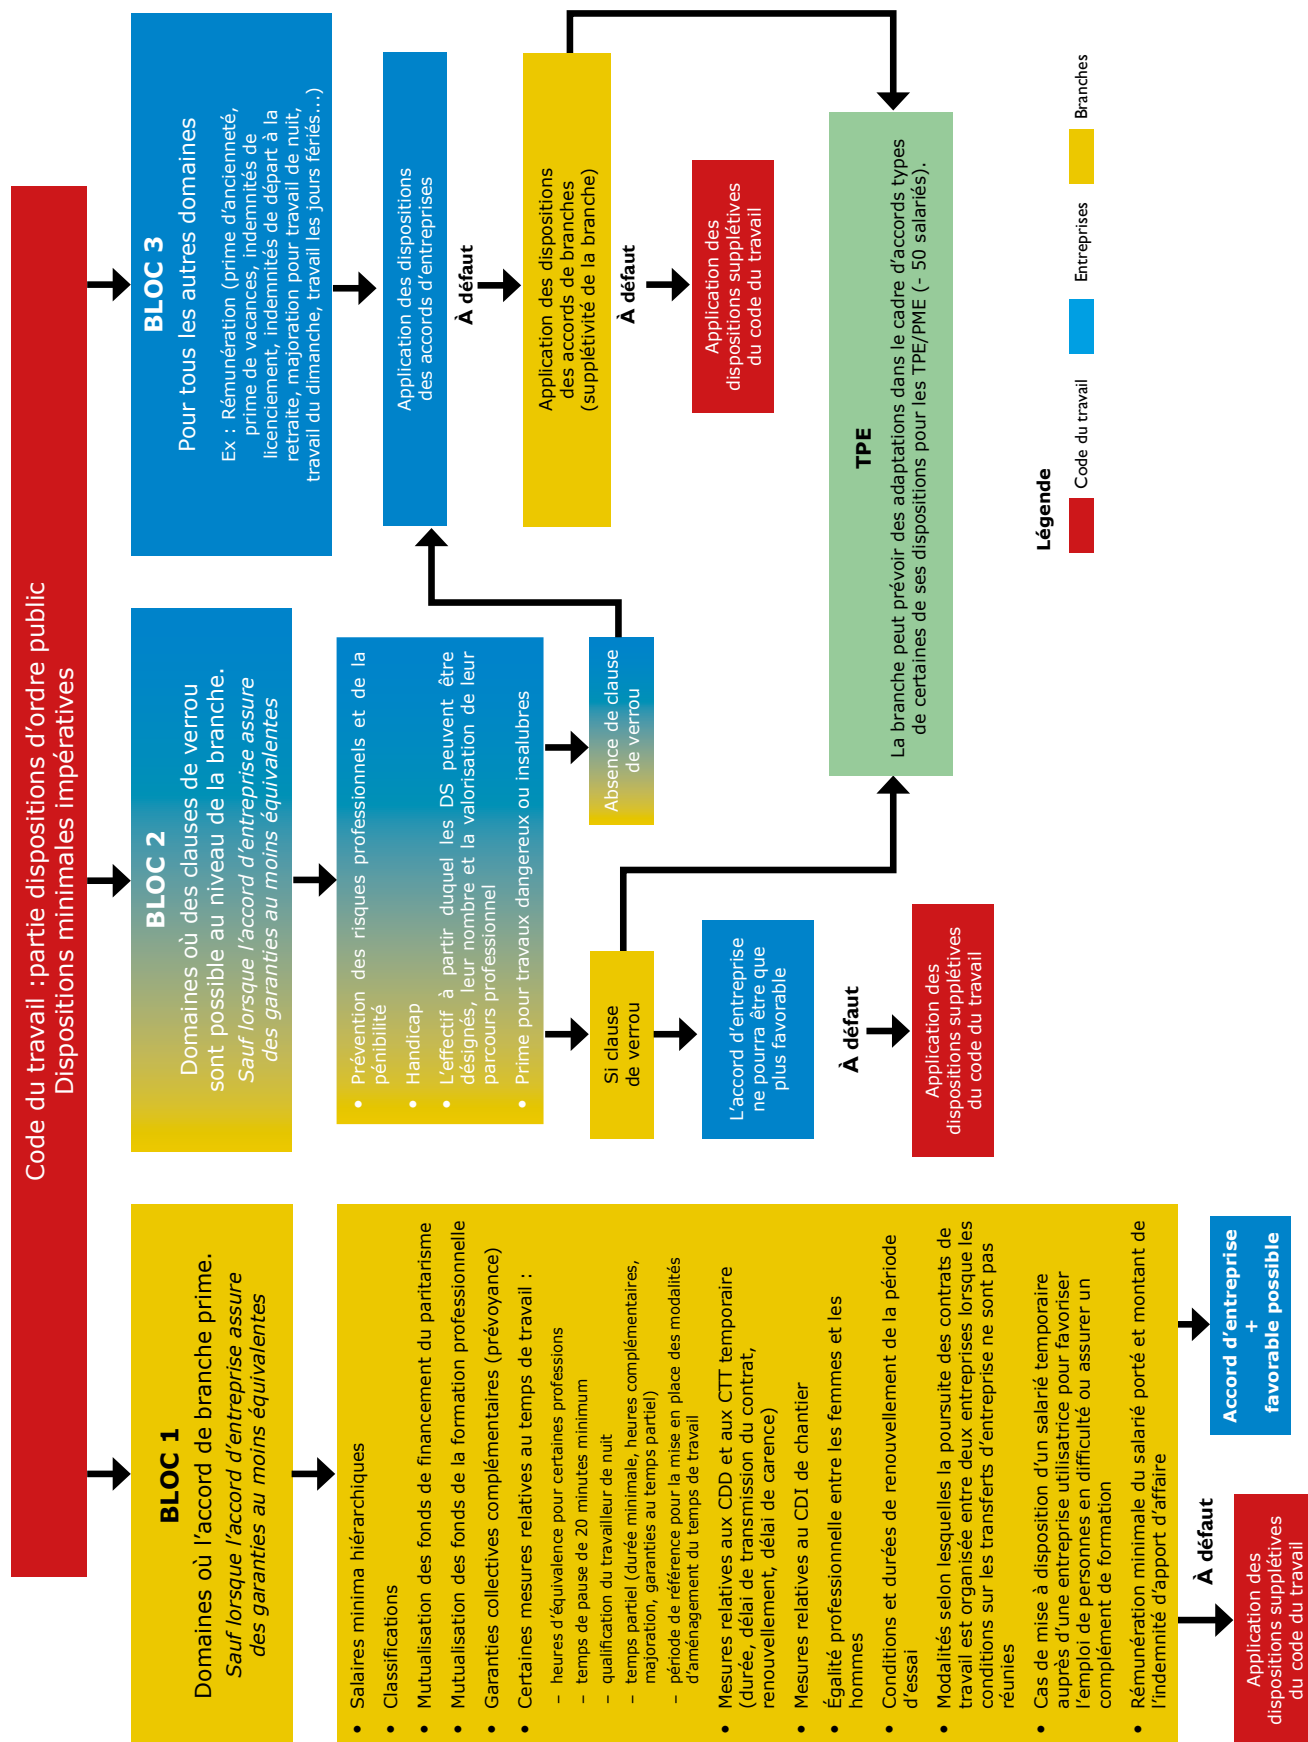 Code du travail :partie dispositions d’ordre public
Dispositions minimales impératives
BLOC 1
Domaines où l’accord de branche prime.
Sauf lorsque l’accord d’entreprise assure
des garanties au moins équivalentes
• Salaires minima hiérarchiques
• Classifications
• Mutualisation des fonds de financement du paritarisme
• Mutualisation des fonds de la formation professionnelle
• Garanties collectives complémentaires (prévoyance)
• Certaines mesures relatives au temps de travail :
– heures d’équivalence pour certaines professions
– temps de pause de 20 minutes minimum
– qualification du travailleur de nuit
– temps partiel (durée minimale, heures complémentaires,
majoration, garanties au temps partiel)
– période de référence pour la mise en place des modalités
d’aménagement du temps de travail
• Mesures relatives aux CDD et aux CTT temporaire
(durée, délai de transmission du contrat,
renouvellement, délai de carence)
• Mesures relatives au CDI de chantier
• Égalité professionnelle entre les femmes et les
hommes
• Conditions et durées de renouvellement de la période
d’essai
• Modalités selon lesquelles la poursuite des contrats de
travail est organisée entre deux entreprises lorsque les
conditions sur les transferts d’entreprise ne sont pas
réunies
• Cas de mise à disposition d’un salarié temporaire
auprès d’une entreprise utilisatrice pour favoriser
l’emploi de personnes en difficulté ou assurer un
complément de formation
• Rémunération minimale du salarié porté et montant de
l’indemnité d’apport d’affaire
À défaut
Application des
dispositions supplétives
du code du travail
Accord d’entreprise
+
favorable possible
BLOC 2
Domaines où des clauses de verrou
sont possible au niveau de la branche.
Sauf lorsque l’accord d’entreprise assure
des garanties au moins équivalentes
• Prévention des risques professionnels et de la
pénibilité
• Handicap
• L’effectif à partir duquel les DS peuvent être
désignés, leur nombre et la valorisation de leur
parcours professionnel
• Prime pour travaux dangereux ou insalubres
Si clause
de verrou
Absence de clause
de verrou
L’accord d’entreprise
ne pourra être que
plus favorable
À défaut
Application des
dispositions supplétives
du code du travail
BLOC 3
Pour tous les autres domaines
Ex : Rémunération (prime d’ancienneté,
prime de vacances, indemnités de
licenciement, indemnités de départ à la
retraite, majoration pour travail de nuit,
travail du dimanche, travail les jours fériés...)
Application des dispositions
des accords d’entreprises
À défaut
Application des dispositions
des accords de branches
(supplétivité de la branche)
À défaut
Application des
dispositions supplétives
du code du travail
TPE
La branche peut prévoir des adaptations dans le cadre d’accords types
de certaines de ses dispositions pour les TPE/PME (- 50 salariés).
Légende
Code du travail
Entreprises
Branches